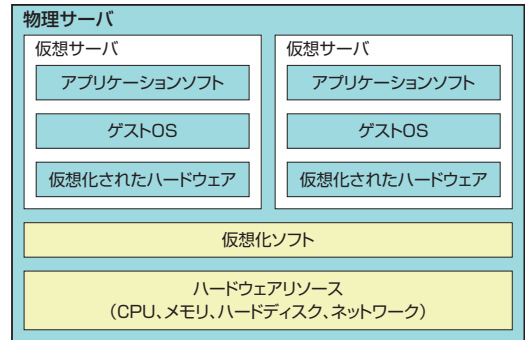 物理サーバ
仮想サーバ
アプリケーションソフト
ゲストOS
仮想化されたハードウェア
仮想サーバ
アプリケーションソフト
ゲストOS
仮想化されたハードウェア
仮想化ソフト
ハードウェアリソース
（CPU、メモリ、ハードディスク、ネットワーク）